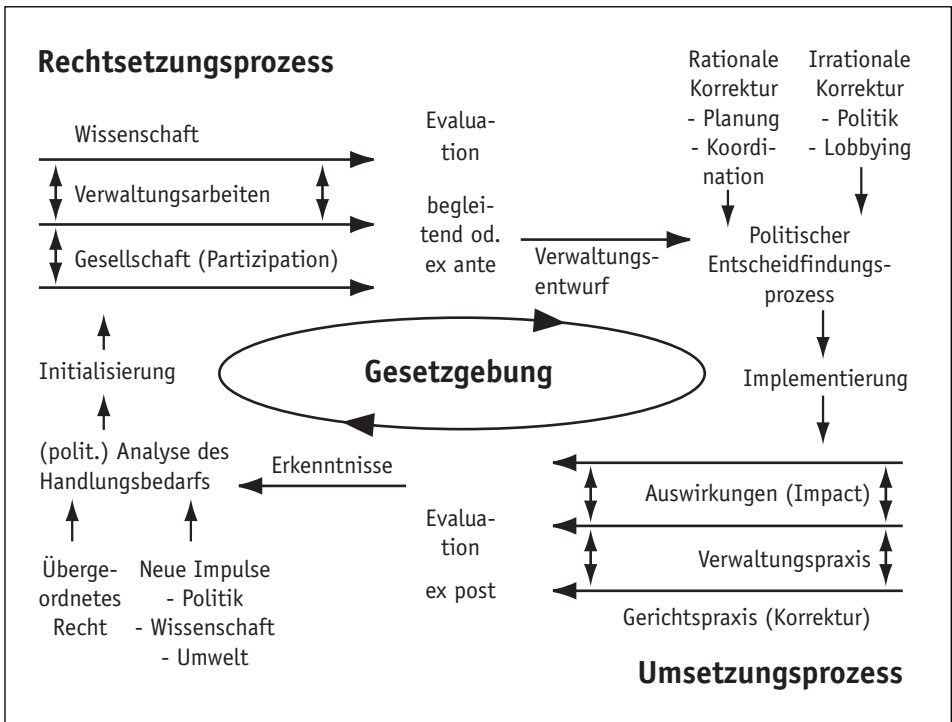 Rechtsetzungsprozess
Wissenschaft
Verwaltungsarbeiten
Gesellschaft (Partizipation)
Evalua-
tion
beglei-
tend od.
ex ante
Verwaltungs-
entwurf
Rationale
Korrektur
- Planung
- Koordi-
nation
Irrationale
Korrektur
- Politik
- Lobbying
Politischer
Entscheidfindungs-
prozess
Initialisierung
Gesetzgebung
Implementierung
(polit.) Analyse des
Handlungsbedarfs
Erkenntnisse
Auswirkungen (Impact)
Verwaltungspraxis
Gerichtspraxis (Korrektur)
Evalua-
tion
ex post
Überge-
ordnetes
Recht
Neue Impulse
- Politik
- Wissenschaft
- Umwelt
Umsetzungsprozess